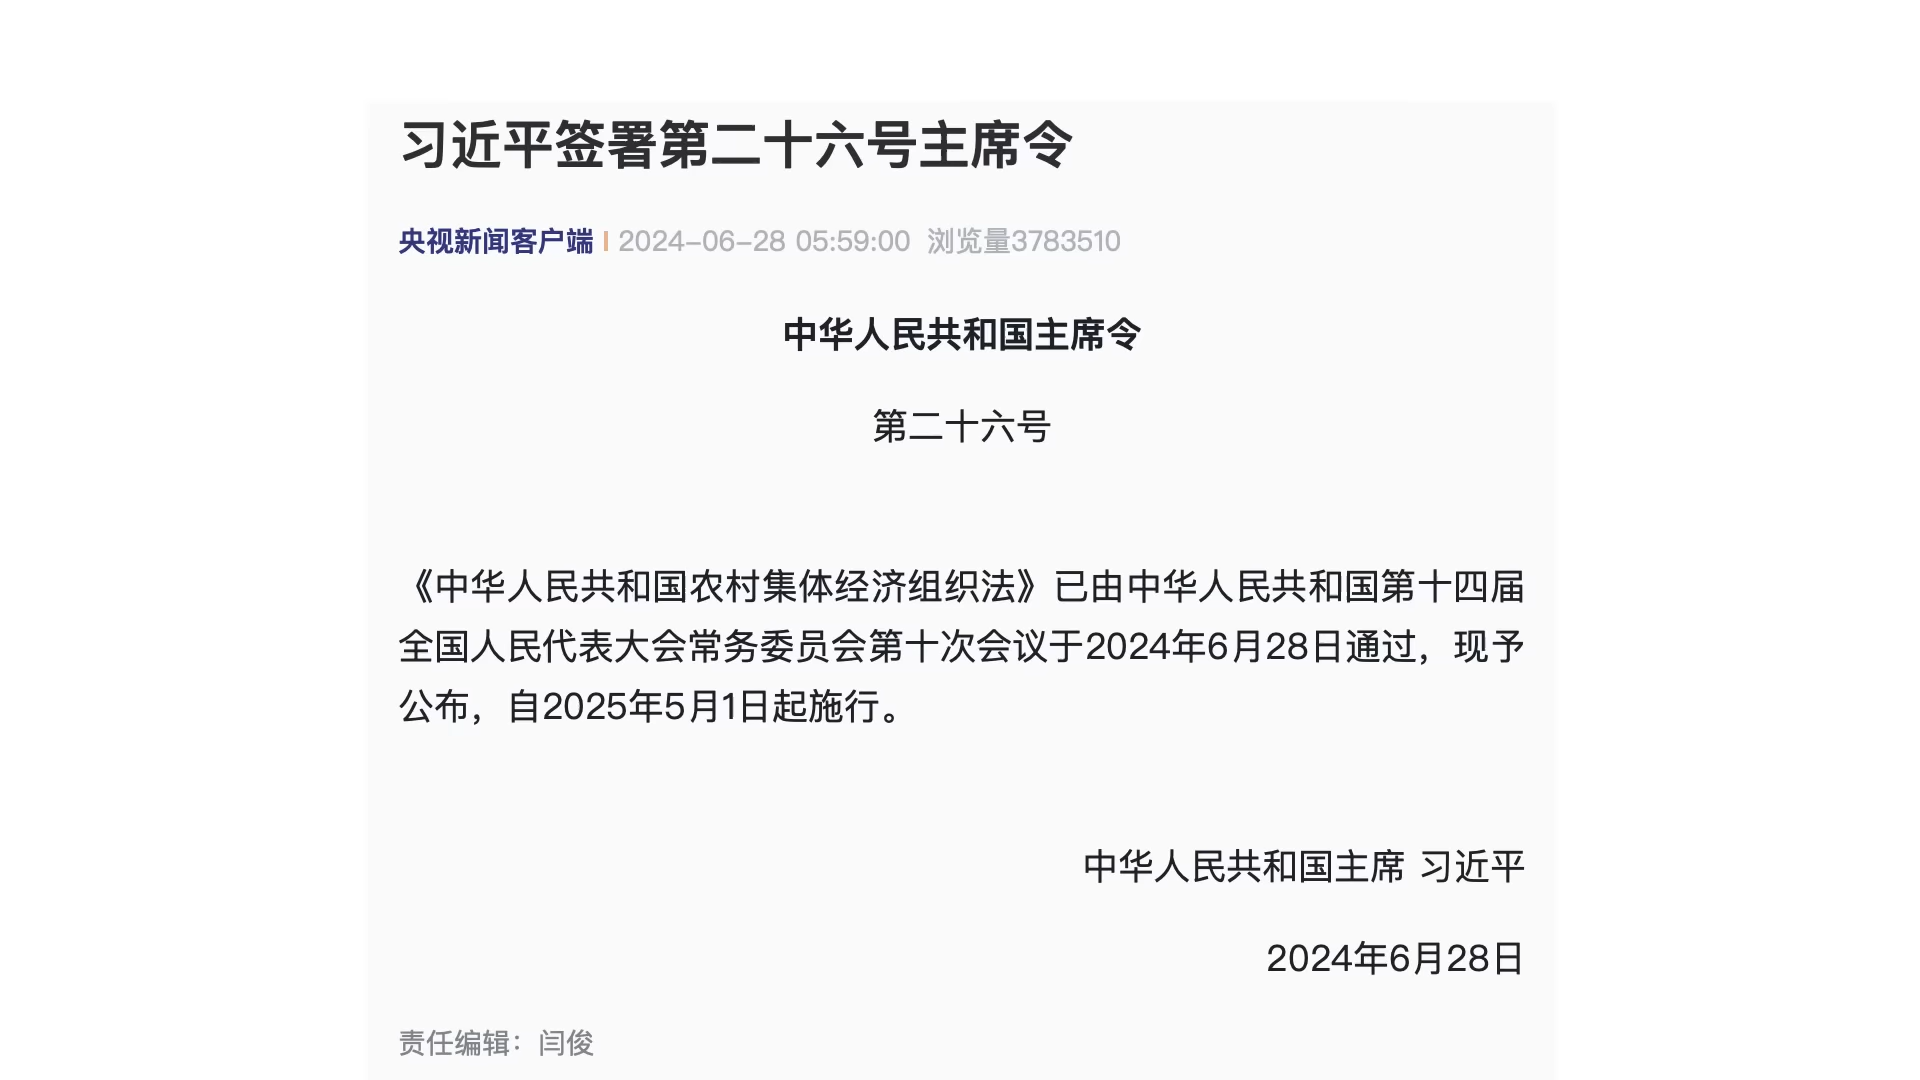 习近平签署第二十六号主席令
央视新闻客户端 | 2024-06-28 05:59:00 浏览量3783510
中华人民共和国主席令
第二十六号
《中华人民共和国农村集体经济组织法》已由中华人民共和国第十四届
全国人民代表大会常务委员会第十次会议于2024年6月28日通过，现予
公布，自2025年5月1日起施行。
中华人民共和国主席 习近平
2024年6月28日
责任编辑：闫俊